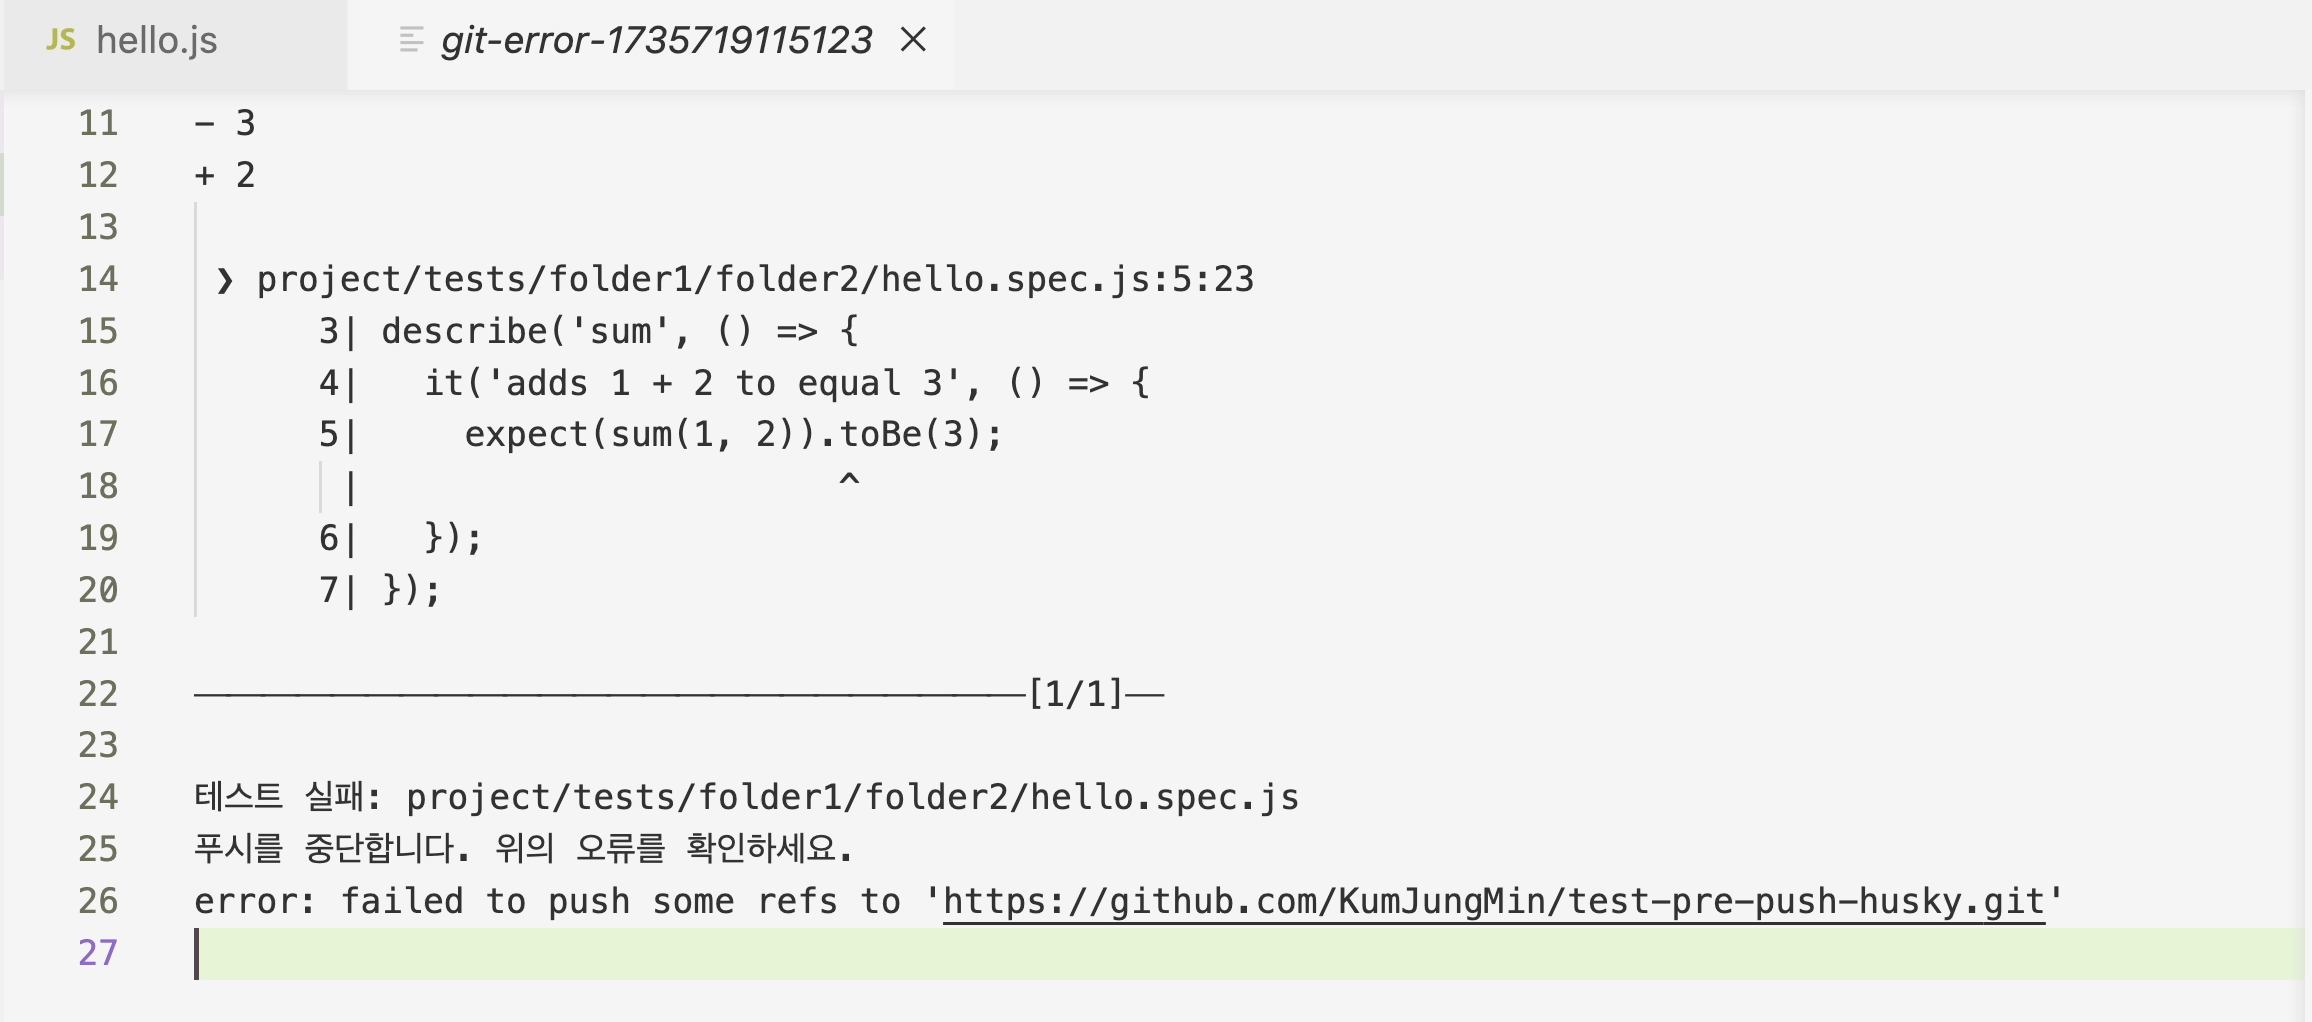 JS hello.js git-error-1735719115123
11 - 3
12 + 2
13
14 ❯ project/tests/folder1/folder2/hello.spec.js:5:23
15 3| describe('sum', () => {
16 4|   it('adds 1 + 2 to equal 3', () => {
17 5|     expect(sum(1, 2)).toBe(3);
18  |                       ^
19 6|   });
20 7| });
21
22 ————————————————————————[1/1]—
23
24 테스트 실패: project/tests/folder1/folder2/hello.spec.js
25 푸시를 중단합니다. 위의 오류를 확인하세요.
26 error: failed to push some refs to 'https://github.com/KumJungMin/test-pre-push-husky.git'
27